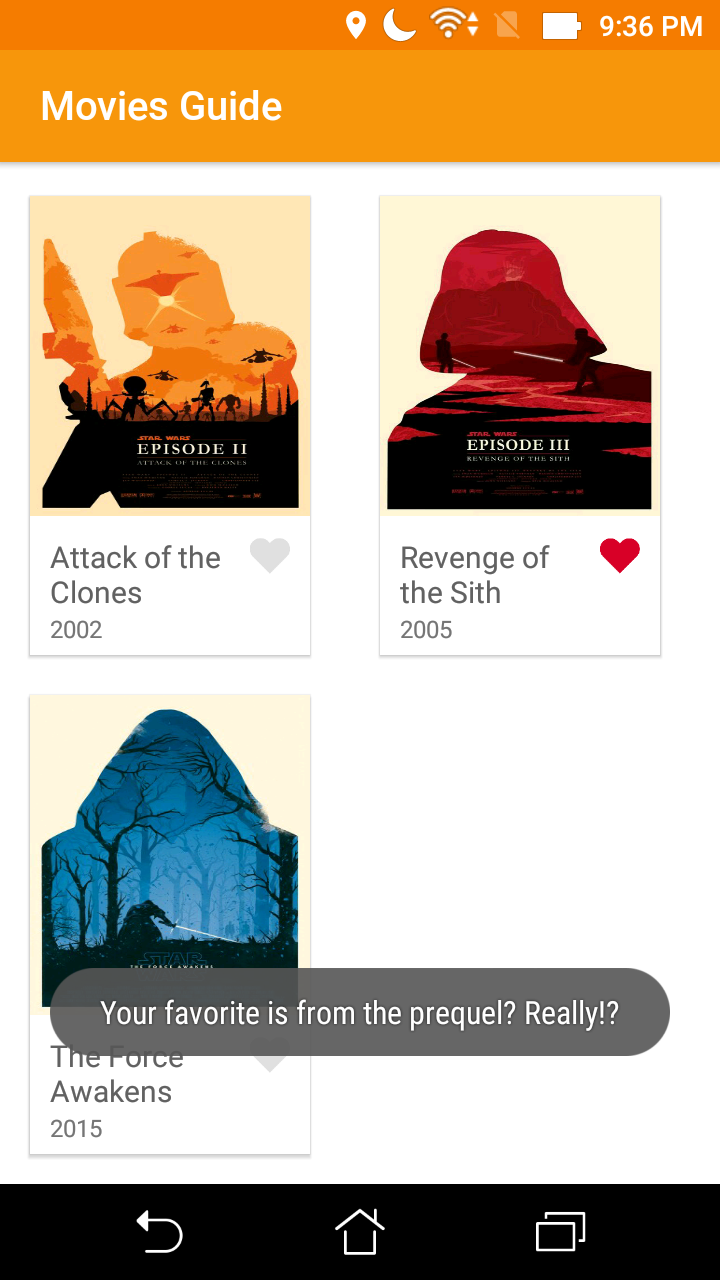 9:36 PM
Movies Guide
STAR WARS
EPISODE II
ATTACK OF THE CLONES
STAR WARS
EPISODE III
REVENGE OF THE SITH
Attack of the
Clones
2002
Revenge of
the Sith
2005
STAR
THE FORCE AWAKENS
Your favorite is from the prequel? Really!?
The Force
Awakens
2015